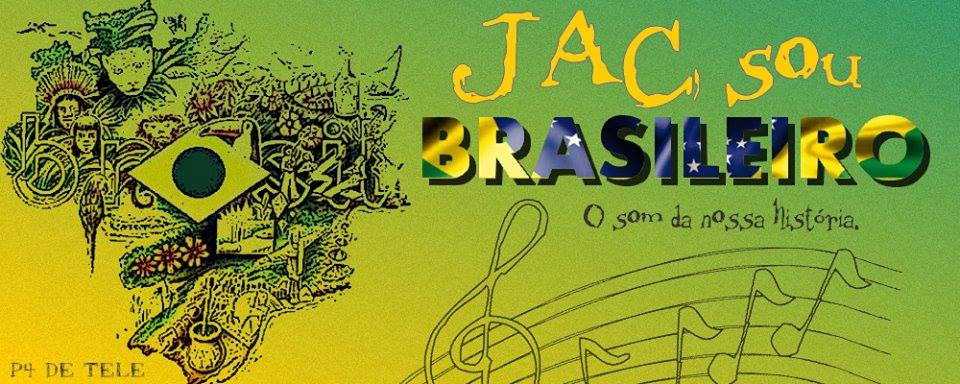 JAC, sou
BRASILEIRO
O som da nossa história.
P4 DE TELE